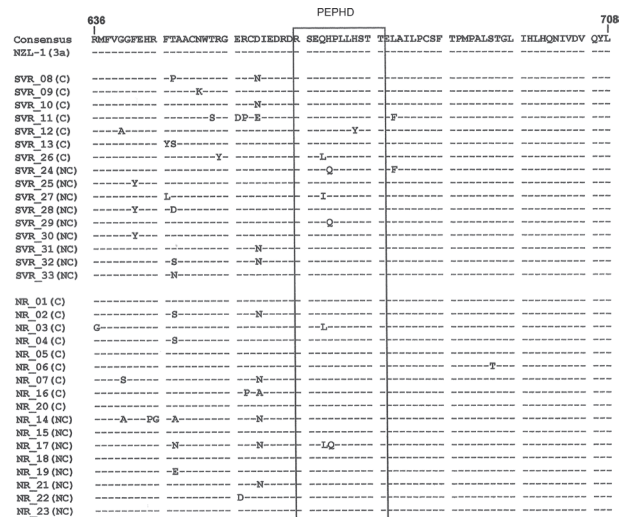 PEPHD
636 708
Consensus RMFVGGFEHR FTAACNWTRG ERCDIEDRDR SEQHPLLHST TELAILPCSF TPMPALSTGL IHLHQNIVDV QYL
NZL-1(3a) ---------- ---------- ---------- ---------- ---------- ---------- ---------- ---
SVR_08(C) ---------- -P-------- ---N------ ---------- ---------- ---------- ---------- ---
SVR_09(C) ---------- -----K---- ---------- ---------- ---------- ---------- ---------- ---
SVR_10(C) ---------- ---------- ---N------ ---------- ---------- ---------- ---------- ---
SVR_11(C) ---------- -------S-- DP-E------ ---------- --F------- ---------- ---------- ---
SVR_12(C) ----A----- ---------- ---------- -------Y-- ---------- ---------- ---------- ---
SVR_13(C) ---------- YS-------- ---------- ---------- ---------- ---------- ---------- ---
SVR_26(C) ---------- --------Y- ---------- --L------- ---------- ---------- ---------- ---
SVR_24(NC) ---------- ---------- ---------- ---Q------ --F------- ---------- ---------- ---
SVR_25(NC) ------Y--- ---------- ---------- ---------- ---------- ---------- ---------- ---
SVR_27(NC) ---------- L--------- ---------- --I------- ---------- ---------- ---------- ---
SVR_28(NC) ------Y--- -D-------- ---------- ---------- ---------- ---------- ---------- ---
SVR_29(NC) ---------- ---------- ---------- ---Q------ ---------- ---------- ---------- ---
SVR_30(NC) ------Y--- ---------- ---------- ---------- ---------- ---------- ---------- ---
SVR_31(NC) ---------- ---------- ---N------ ---------- ---------- ---------- ---------- ---
SVR_32(NC) ---------- -S-------- ---N------ ---------- ---------- ---------- ---------- ---
SVR_33(NC) ---------- -N-------- ---------- ---------- ---------- ---------- ---------- ---
NR_01(C) ---------- ---------- ---------- ---------- ---------- ---------- ---------- ---
NR_02(C) ---------- -S-------- ---N------ ---------- ---------- ---------- ---------- ---
NR_03(C) G--------- ---------- ---------- --L------- ---------- ---------- ---------- ---
NR_04(C) ---------- -S-------- ---------- ---------- ---------- ---------- ---------- ---
NR_05(C) ---------- ---------- ---------- ---------- ---------- ---------- ---------- ---
NR_06(C) ---------- ---------- ---------- ---------- ---------- ------T--- ---------- ---
NR_07(C) ----S----- ---------- ---N------ ---------- ---------- ---------- ---------- ---
NR_16(C) ---------- ---------- -P-A------ ---------- ---------- ---------- ---------- ---
NR_20(C) ---------- ---------- ---------- ---------- ---------- ---------- ---------- ---
NR_14(NC) ----A---PG -A-------- ---N------ ---------- ---------- ---------- ---------- ---
NR_15(NC) ---------- ---------- ---------- ---------- ---------- ---------- ---------- ---
NR_17(NC) ---------- -N-------- ---N------ --LQ------ ---------- ---------- ---------- ---
NR_18(NC) ---------- ---------- ---------- ---------- ---------- ---------- ---------- ---
NR_19(NC) ---------- -E-------- ---------- ---------- ---------- ---------- ---------- ---
NR_21(NC) ---------- ---------- ---N------ ---------- ---------- ---------- ---------- ---
NR_22(NC) ---------- ---------- D--------- ---------- ---------- ---------- ---------- ---
NR_23(NC) ---------- ---------- ---------- ---------- ---------- ---------- ---------- ---